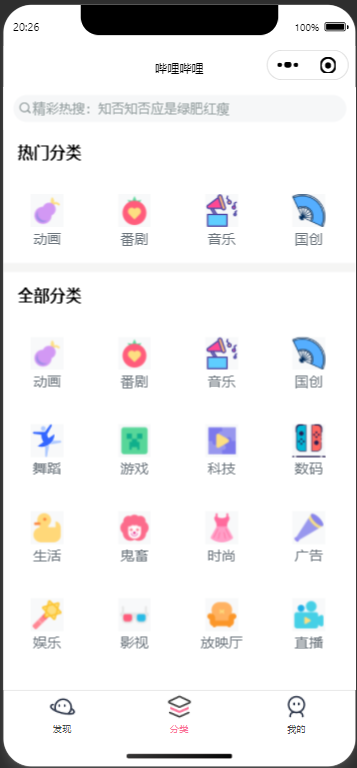 20:26 100%
哔哩哔哩
精彩热搜：知否知否应是绿肥红瘦
热门分类
动画 番剧 音乐 国创
全部分类
动画 番剧 音乐 国创
舞蹈 游戏 科技 数码
生活 鬼畜 时尚 广告
娱乐 影视 放映厅 直播
发现 分类 我的